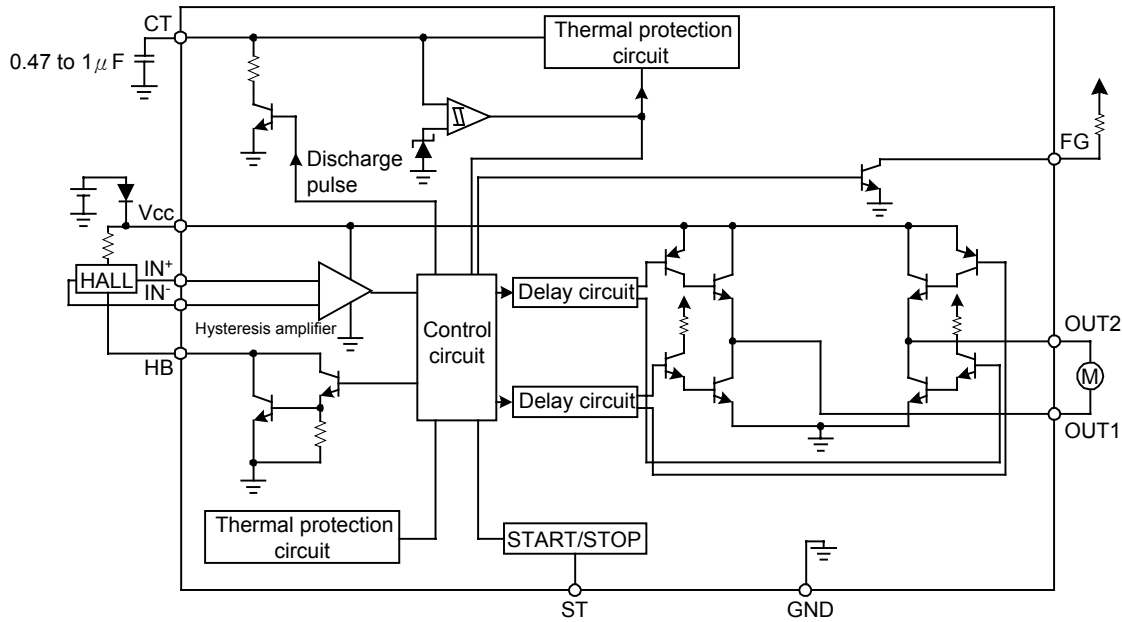 CT
Thermal protection
circuit
0.47 to 1μF
FG
Discharge
pulse
Vcc
IN+
HALL
IN-
Delay circuit
Hysteresis amplifier
Control
circuit
OUT2
HB
M
Delay circuit
OUT1
Thermal protection
circuit
START/STOP
ST
GND